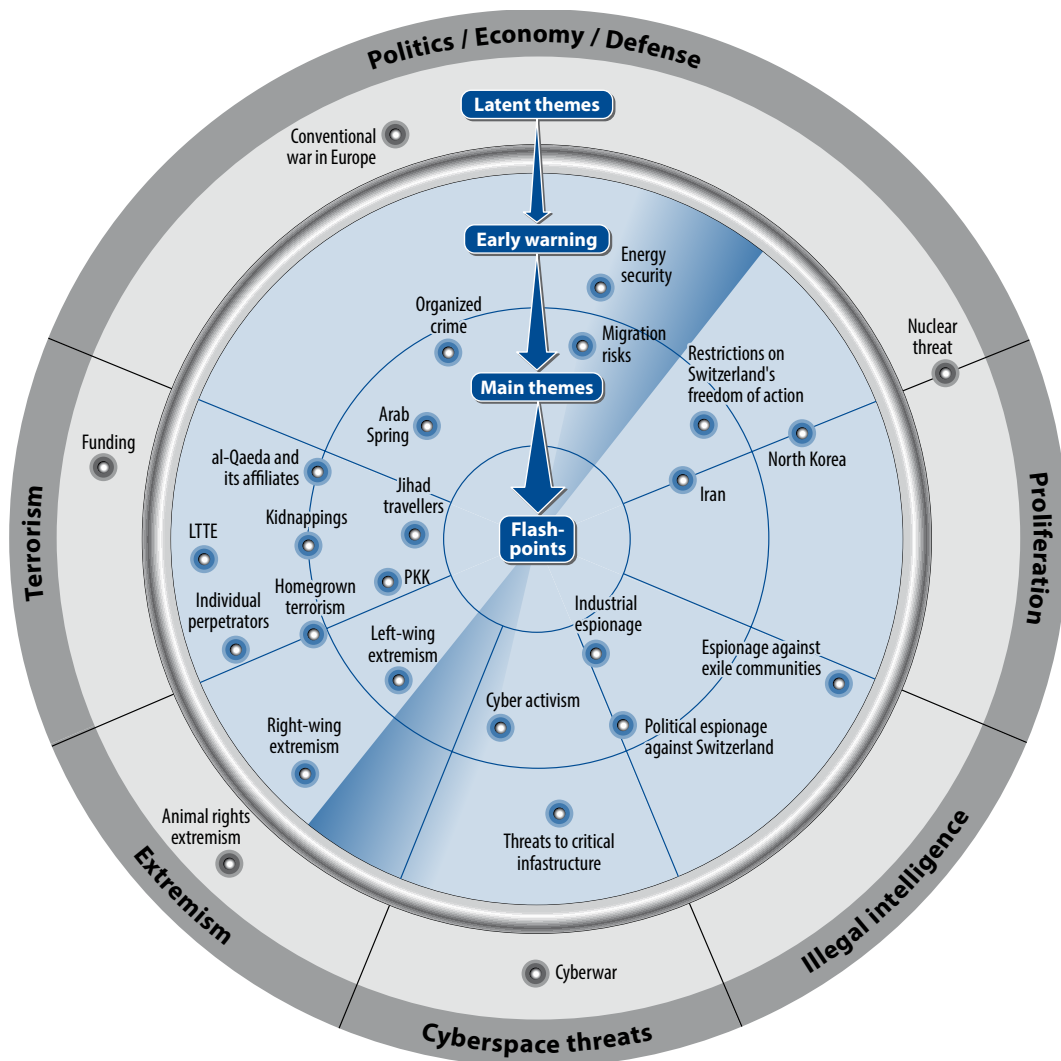 Politics / Economy / Defense
Latent themes
Conventional
war in Europe
Early warning
Energy
security
Organized
crime
Migration
risks
Nuclear
threat
Restrictions on
Switzerland's
freedom of action
Main themes
Arab
Spring
Funding
al-Qaeda and
its affiliates
North Korea
Iran
Jihad
travellers
Terrorism
Proliferation
LTTE
Kidnappings
Flash-
points
PKK
Individual
perpetrators
Homegrown
terrorism
Industrial
espionage
Left-wing
extremism
Espionage against
exile communities
Cyber activism
Right-wing
extremism
Political espionage
against Switzerland
Animal rights
extremism
Threats to critical
infastructure
Extremism
Illegal intelligence
Cyberwar
Cyberspace threats